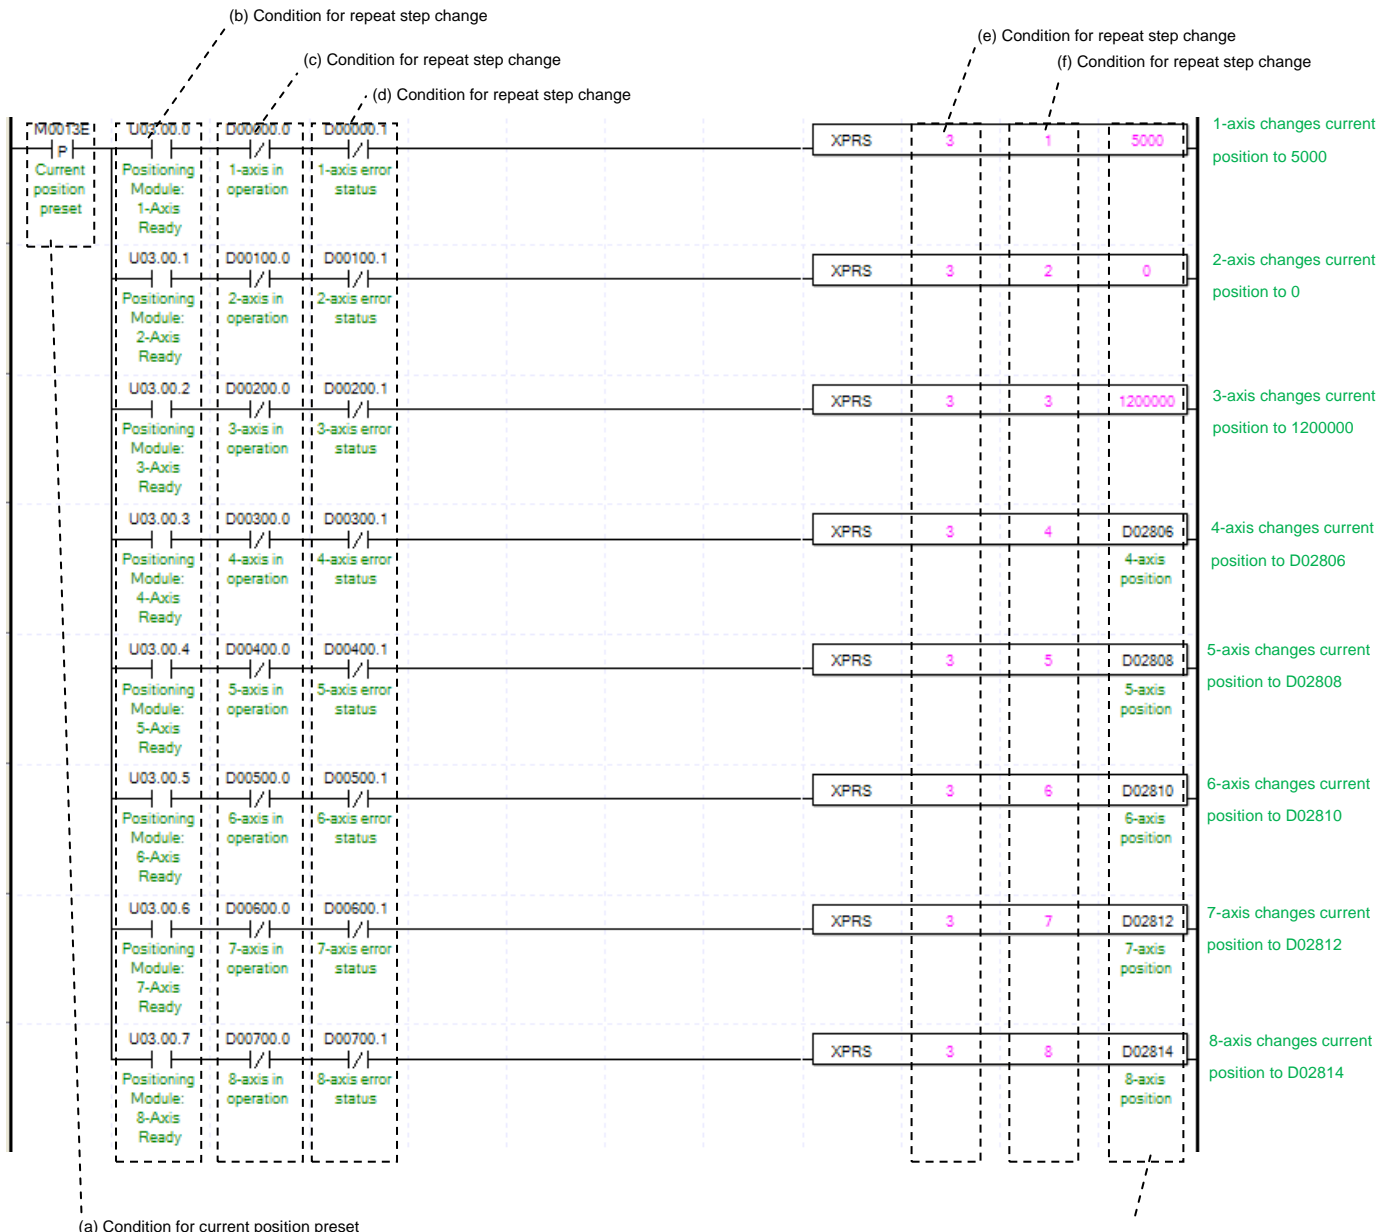 (b) Condition for repeat step change
(e) Condition for repeat step change
(c) Condition for repeat step change
(f) Condition for repeat step change
(d) Condition for repeat step change
M0013E U03.00.0 D00000.0 D00000.1
P
XPRS 3 1 5000
1-axis changes current
position to 5000
Current Positioning 1-axis in 1-axis error
position Module: operation status
preset 1-Axis
Ready
U03.00.1 D00100.0 D00100.1
XPRS 3 2 0
2-axis changes current
position to 0
Positioning 2-axis in 2-axis error
Module: operation status
2-Axis
Ready
U03.00.2 D00200.0 D00200.1
XPRS 3 3 1200000
3-axis changes current
position to 1200000
Positioning 3-axis in 3-axis error
Module: operation status
3-Axis
Ready
U03.00.3 D00300.0 D00300.1
XPRS 3 4 D02806
4-axis changes current
position to D02806
Positioning 4-axis in 4-axis error 4-axis
Module: operation status position
4-Axis
Ready
U03.00.4 D00400.0 D00400.1
XPRS 3 5 D02808
5-axis changes current
position to D02808
Positioning 5-axis in 5-axis error 5-axis
Module: operation status position
5-Axis
Ready
U03.00.5 D00500.0 D00500.1
XPRS 3 6 D02810
6-axis changes current
position to D02810
Positioning 6-axis in 6-axis error 6-axis
Module: operation status position
6-Axis
Ready
U03.00.6 D00600.0 D00600.1
XPRS 3 7 D02812
7-axis changes current
position to D02812
Positioning 7-axis in 7-axis error 7-axis
Module: operation status position
7-Axis
Ready
U03.00.7 D00700.0 D00700.1
XPRS 3 8 D02814
8-axis changes current
position to D02814
Positioning 8-axis in 8-axis error 8-axis
Module: operation status position
8-Axis
Ready
(a) Condition for current position preset